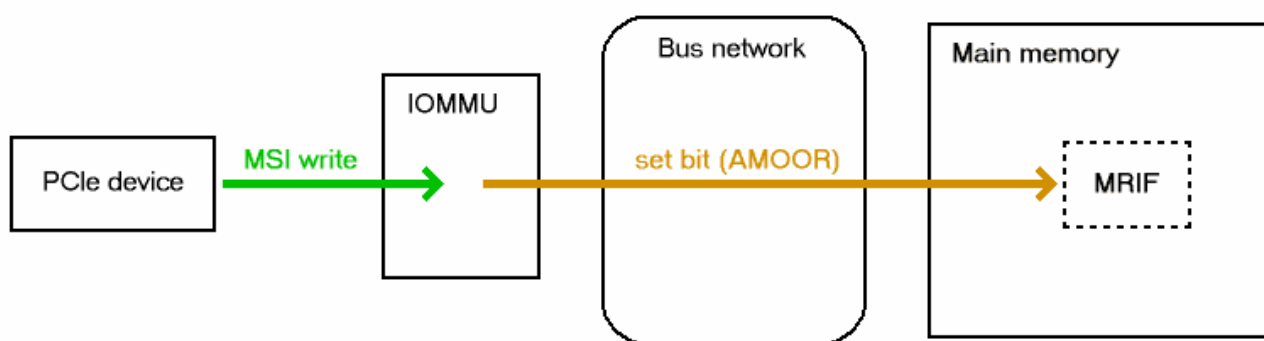 PCIe device
MSI write
IOMMU
Bus network
set bit (AMOOR)
Main memory
MRIF